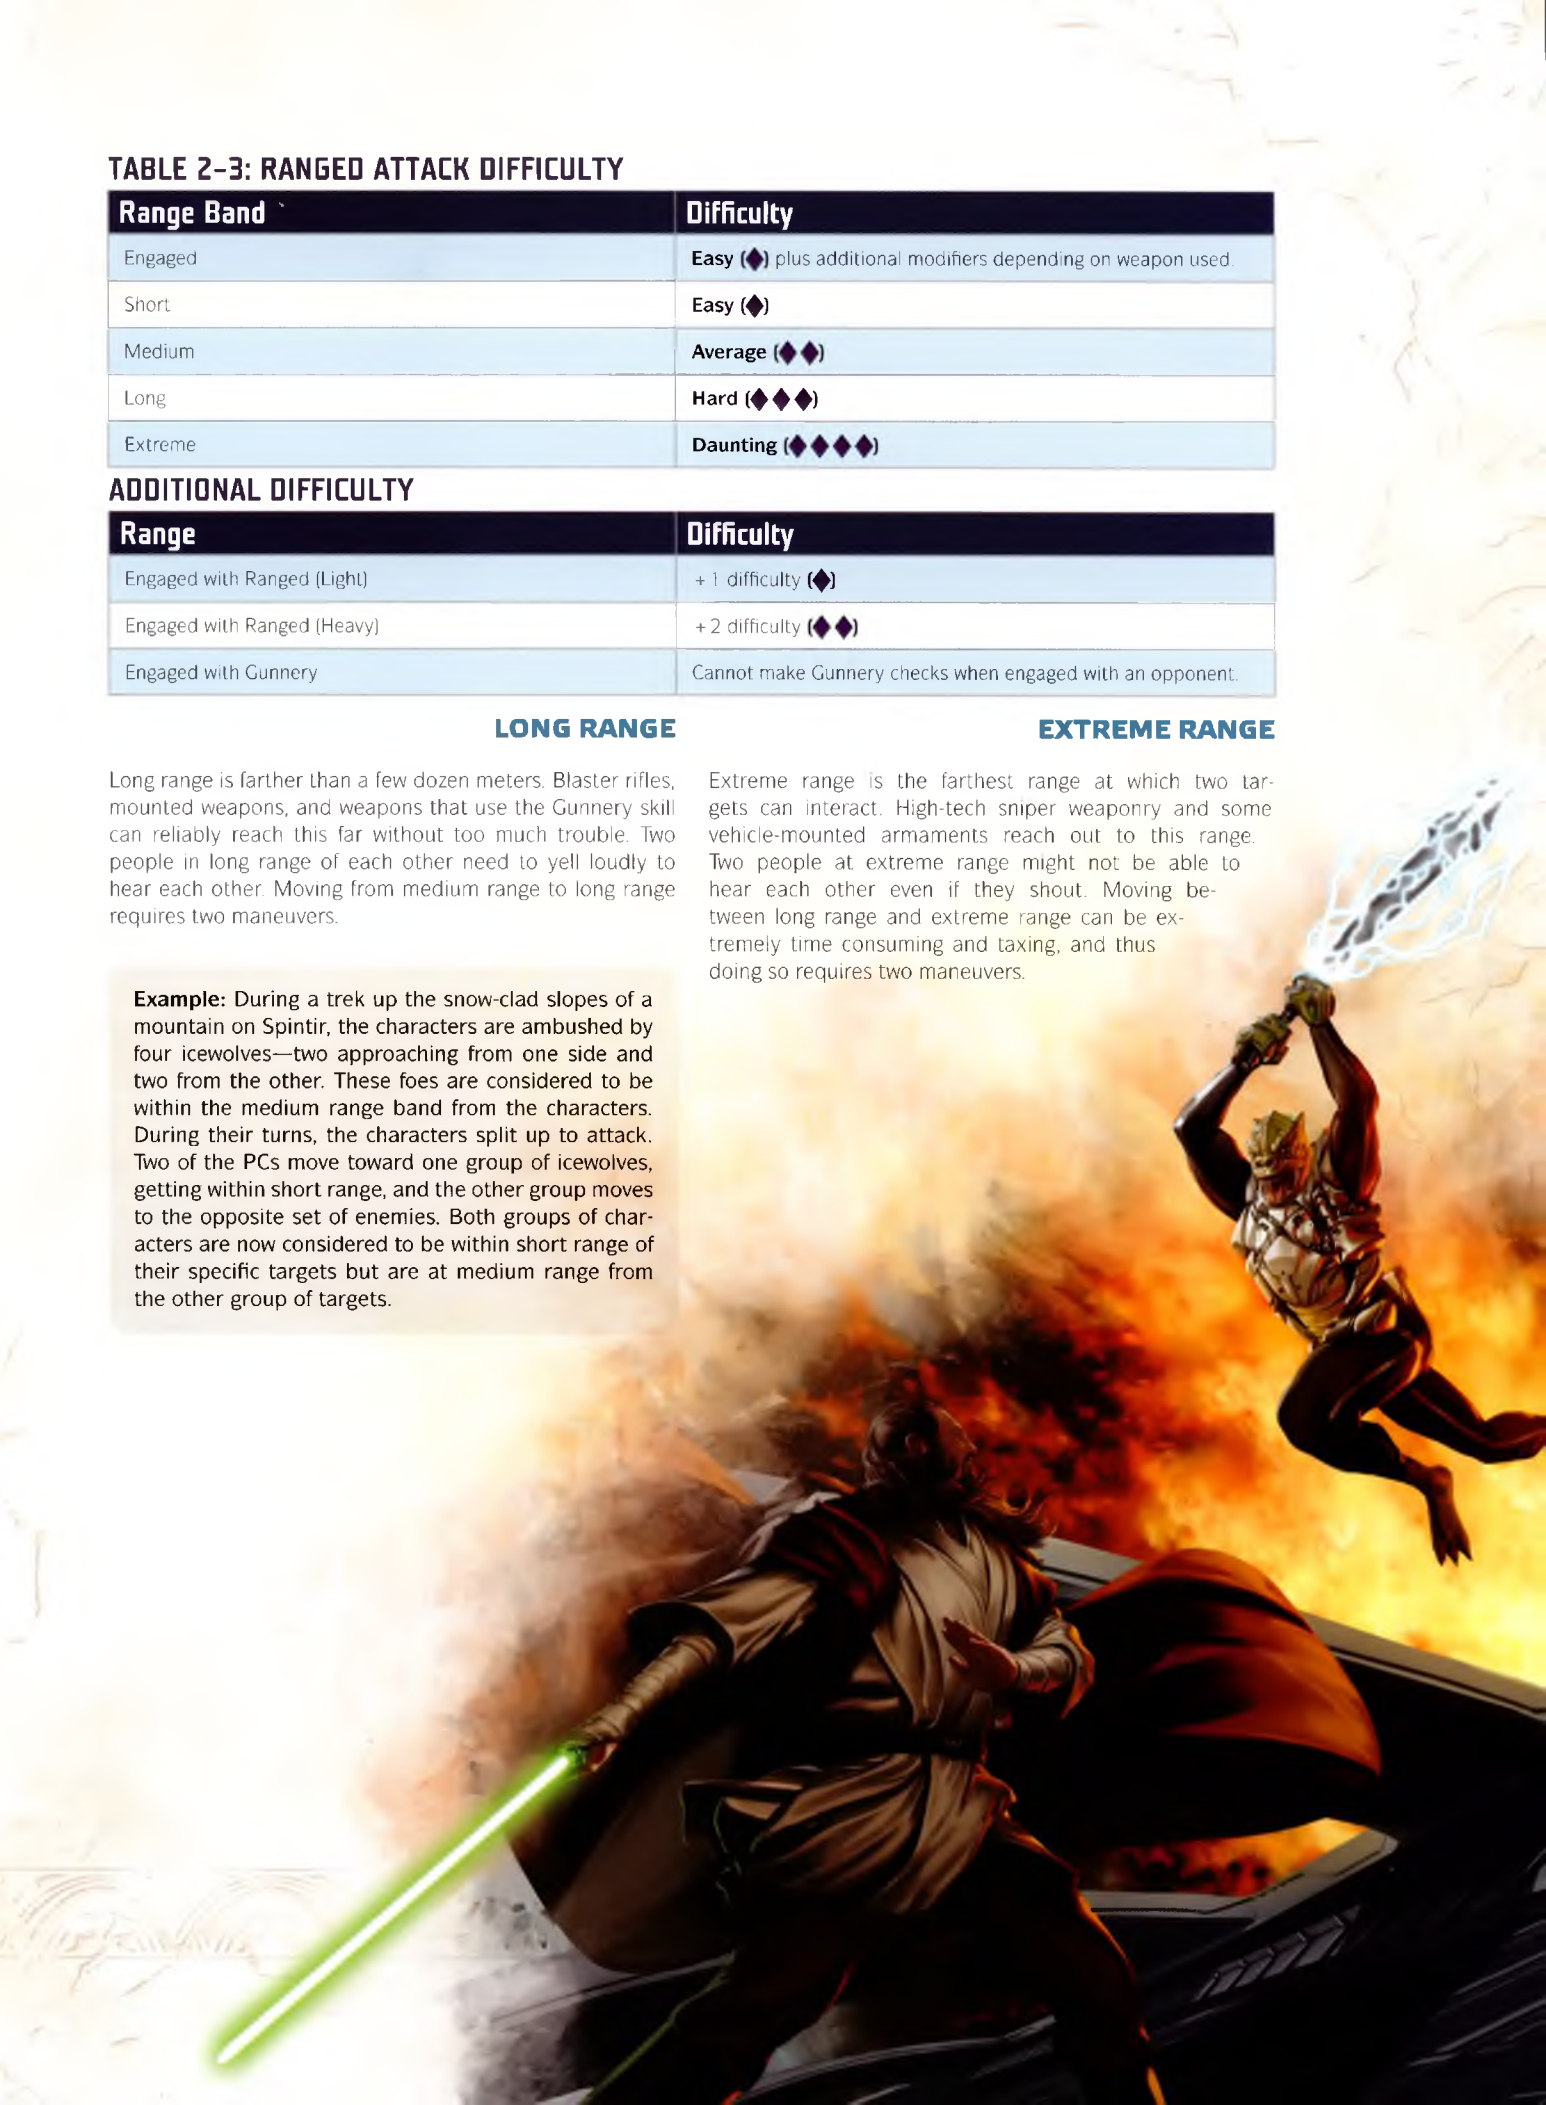 TABLE 2-3: RANGED ATTACK DIFFICULTY
Range Band Difficulty
Engaged Easy (♦) plus additional modifiers depending on weapon used.
Short Easy (♦)
Medium Average (♦♦)
Long Hard (♦♦♦)
Extreme Daunting (♦♦♦♦)
ADDITIONAL DIFFICULTY
Range Difficulty
Engaged with Ranged (Light) +1 difficulty (♦)
Engaged with Ranged (Heavy) +2 difficulty (♦♦)
Engaged with Gunnery Cannot make Gunnery checks when engaged with an opponent.
LONG RANGE
Long range is farther than a few dozen meters. Blaster rifles,
mounted weapons, and weapons that use the Gunnery skill
can reliably reach this far without too much trouble. Two
people in long range of each other need to yell loudly to
hear each other. Moving from medium range to long range
requires two maneuvers.
Example: During a trek up the snow-clad slopes of a
mountain on Spintir, the characters are ambushed by
four icewolves—two approaching from one side and
two from the other. These foes are considered to be
within the medium range band from the characters.
During their turns, the characters split up to attack.
Two of the PCs move toward one group of icewolves,
getting within short range, and the other group moves
to the opposite set of enemies. Both groups of char-
acters are now considered to be within short range of
their specific targets but are at medium range from
the other group of targets.
EXTREME RANGE
Extreme range is the farthest range at which two tar-
gets can interact. High-tech sniper weaponry and some
vehicle-mounted armaments reach out to this range.
Two people at extreme range might not be able to
hear each other even if they shout. Moving be-
tween long range and extreme range can be ex-
tremely time consuming and taxing, and thus
doing so requires two maneuvers.